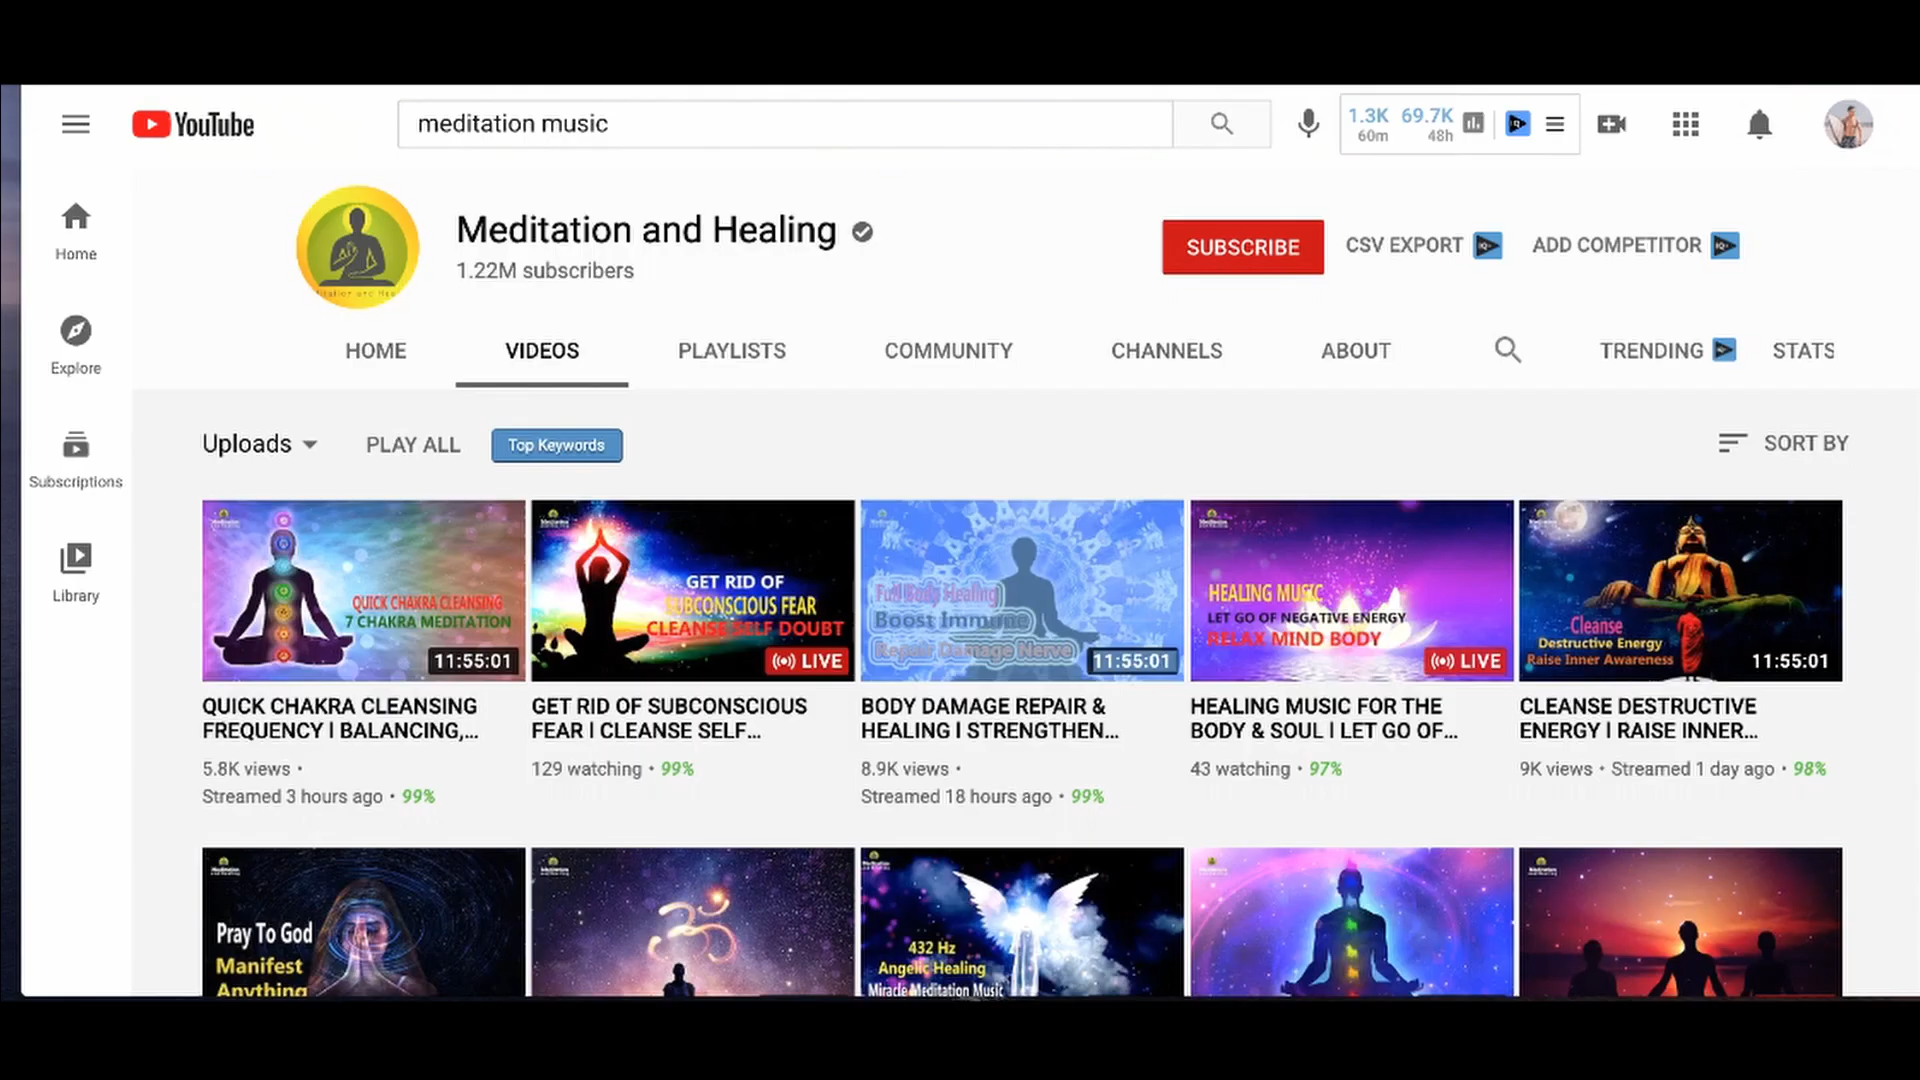 YouTube
meditation music
1.3K 69.7K
60m 48h
Home
Explore
Subscriptions
Library
Meditation and Healing
1.22M subscribers
SUBSCRIBE
CSV EXPORT
ADD COMPETITOR
HOME
VIDEOS
PLAYLISTS
COMMUNITY
CHANNELS
ABOUT
TRENDING
STATS
Uploads
PLAY ALL
Top Keywords
SORT BY
QUICK CHAKRA CLEANSING
7 CHAKRA MEDITATION
11:55:01
GET RID OF
SUBCONSCIOUS FEAR
CLEANSE SELF DOUBT
LIVE
Full Body Healing
Boost Immune
Repair Damage Nerve
11:55:01
HEALING MUSIC
LET GO OF NEGATIVE ENERGY
RELAX MIND BODY
LIVE
Cleanse
Destructive Energy
Raise Inner Awareness
11:55:01
QUICK CHAKRA CLEANSING
FREQUENCY l BALANCING,...
5.8K views •
Streamed 3 hours ago • 99%
GET RID OF SUBCONSCIOUS
FEAR l CLEANSE SELF...
129 watching • 99%
BODY DAMAGE REPAIR &
HEALING l STRENGTHEN...
8.9K views •
Streamed 18 hours ago • 99%
HEALING MUSIC FOR THE
BODY & SOUL l LET GO OF...
43 watching • 97%
CLEANSE DESTRUCTIVE
ENERGY l RAISE INNER...
9K views • Streamed 1 day ago • 98%
Pray To God
Manifest
Anything
432 Hz
Angelic Healing
Miracle Meditation Music